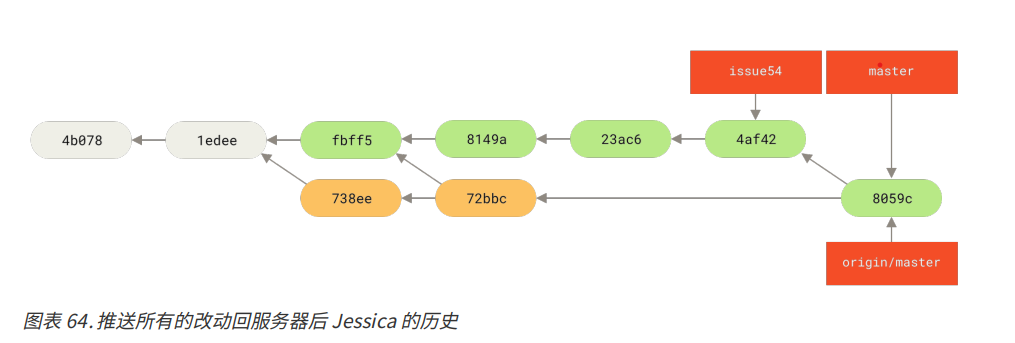 issue54 master
4b078 1edee fbff5 8149a 23ac6 4af42
738ee 72bbc 8059c
origin/master
图表 64. 推送所有的改动回服务器后 Jessica 的历史